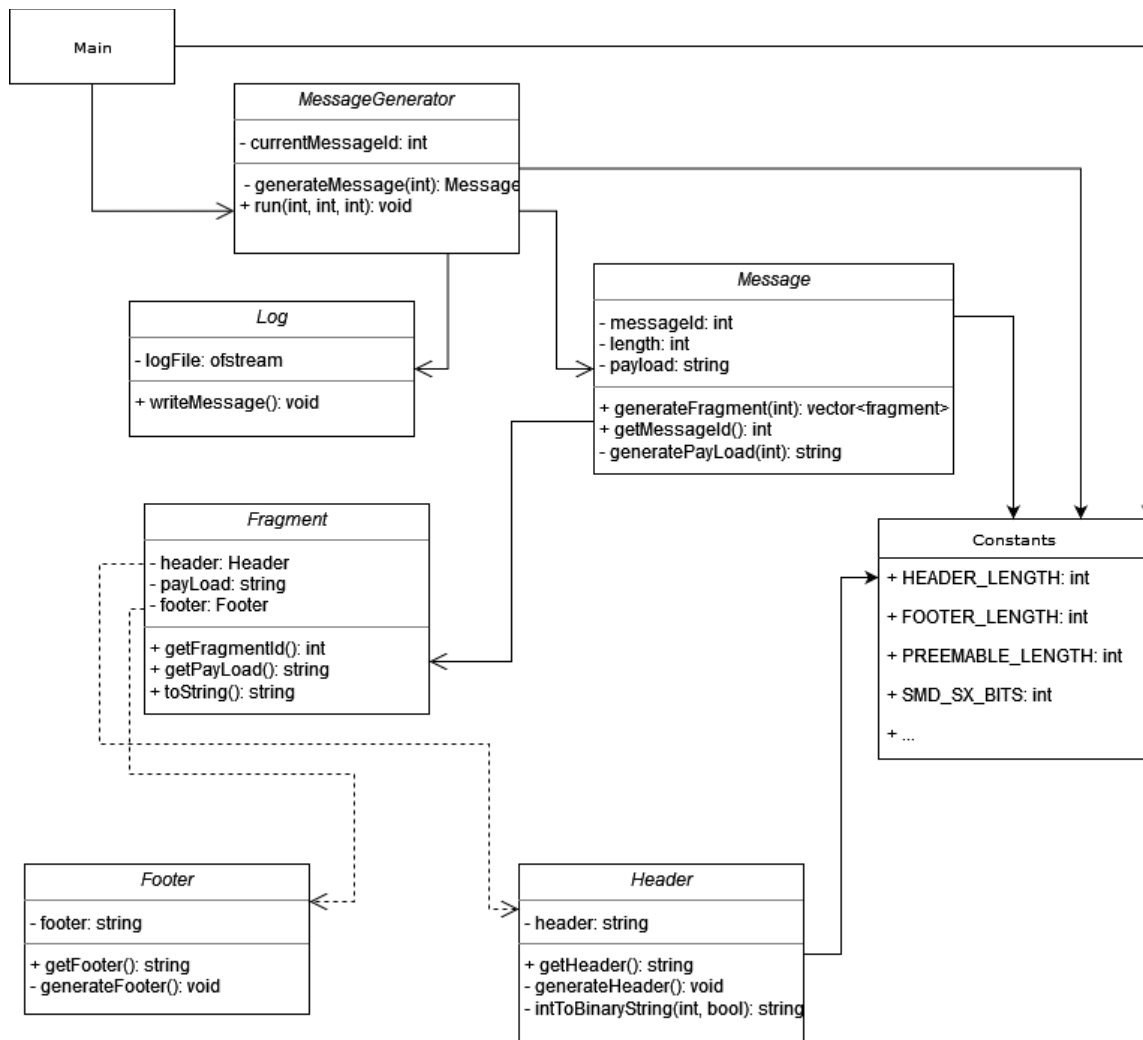 Main
MessageGenerator
- currentMessageId: int
- generateMessage(int): Message
+ run(int, int, int): void
Log
- logFile: ofstream
+ writeMessage(): void
Message
- messageId: int
- length: int
- payload: string
+ generateFragment(int): vector<fragment>
+ getMessageId(): int
- generatePayLoad(int): string
Fragment
- header: Header
- payLoad: string
- footer: Footer
+ getFragmentId(): int
+ getPayLoad(): string
+ toString(): string
Constants
+ HEADER_LENGTH: int
+ FOOTER_LENGTH: int
+ PREEMABLE_LENGTH: int
+ SMD_SX_BITS: int
+ ...
Footer
- footer: string
+ getFooter(): string
- generateFooter(): void
Header
- header: string
+ getHeader(): string
- generateHeader(): void
- intToBinaryString(int, bool): string